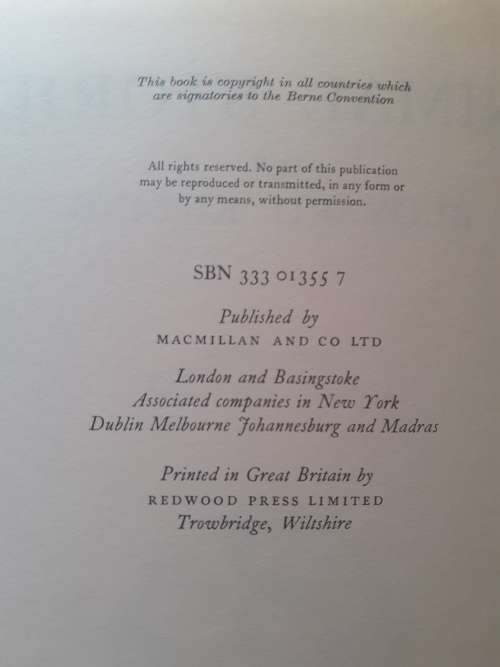 This book is copyright in all countries which
are signatories to the Berne Convention
All rights reserved. No part of this publication
may be reproduced or transmitted, in any form or
by any means, without permission.
SBN 333 01355 7
Published by
MACMILLAN AND CO LTD
London and Basingstoke
Associated companies in New York
Dublin Melbourne Johannesburg and Madras
Printed in Great Britain by
REDWOOD PRESS LIMITED
Trowbridge, Wiltshire